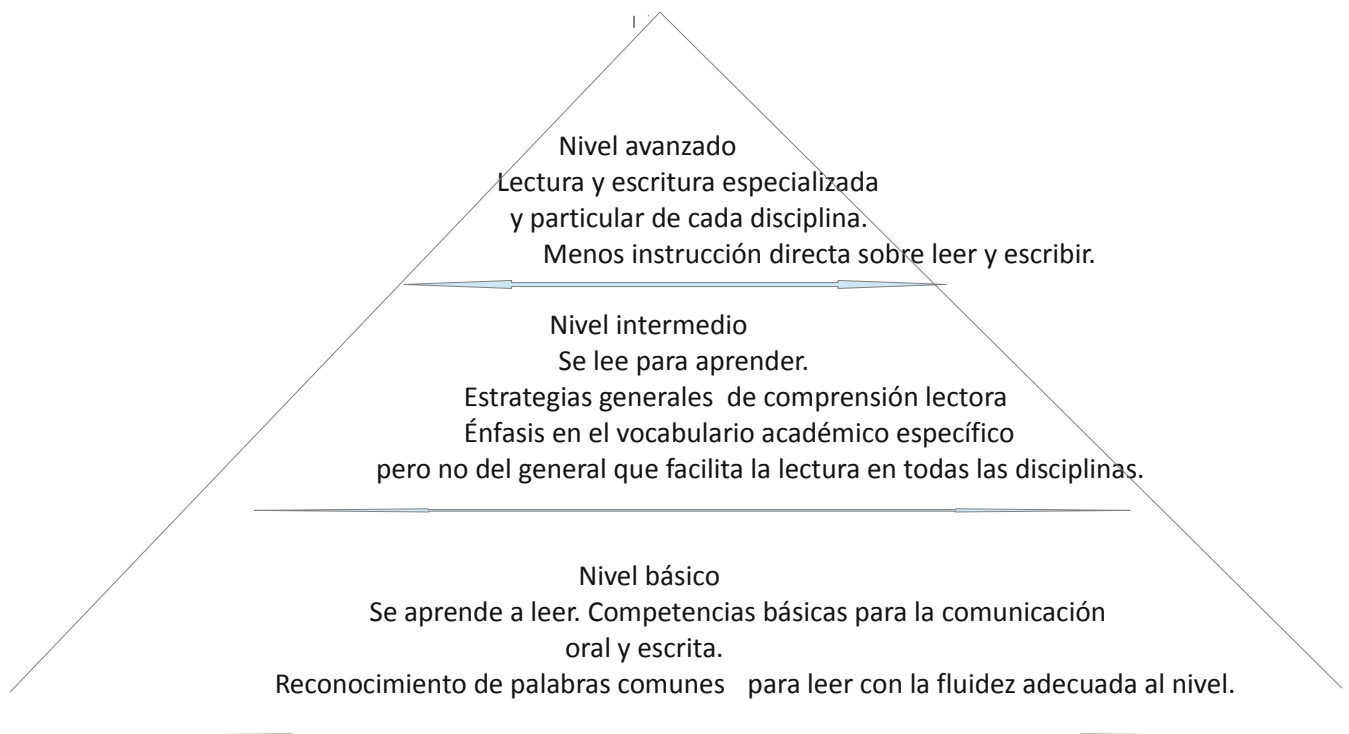 Nivel avanzado
Lectura y escritura especializada
y particular de cada disciplina.
Menos instrucción directa sobre leer y escribir.
Nivel intermedio
Se lee para aprender.
Estrategias generales de comprensión lectora
Énfasis en el vocabulario académico específico
pero no del general que facilita la lectura en todas las disciplinas.
Nivel básico
Se aprende a leer. Competencias básicas para la comunicación
oral y escrita.
Reconocimiento de palabras comunes para leer con la fluidez adecuada al nivel.